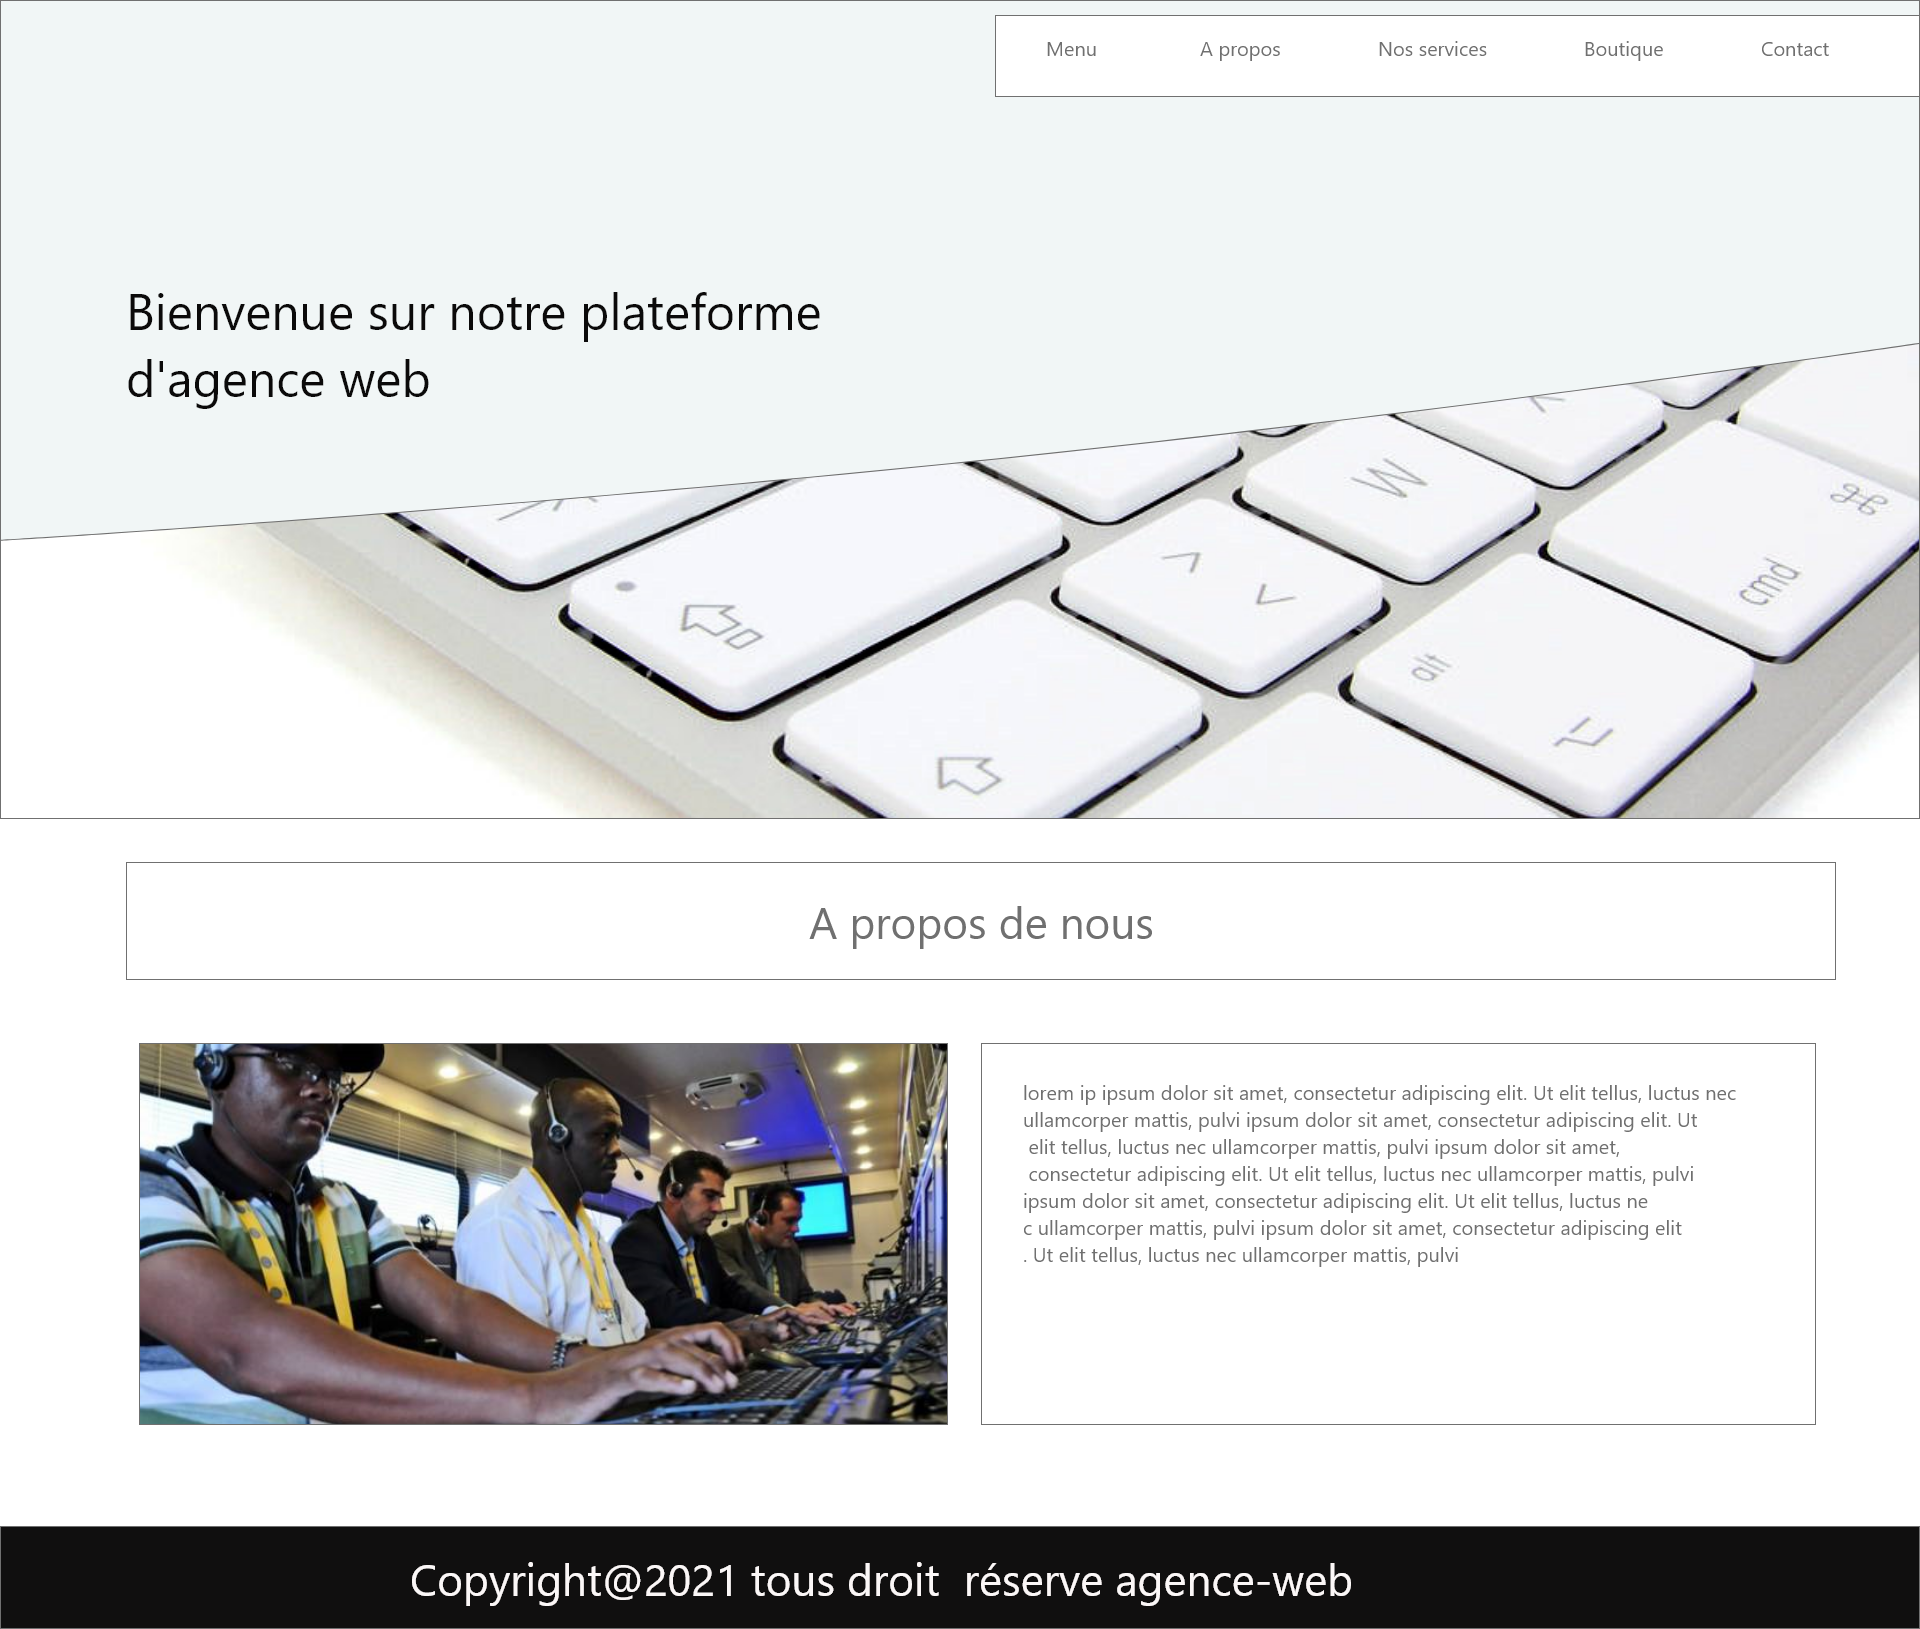 Menu A propos Nos services Boutique Contact
Bienvenue sur notre plateforme
d'agence web
M
cmd
alt
A propos de nous
lorem ip ipsum dolor sit amet, consectetur adipiscing elit. Ut elit tellus, luctus nec
ullamcorper mattis, pulvi ipsum dolor sit amet, consectetur adipiscing elit. Ut
elit tellus, luctus nec ullamcorper mattis, pulvi ipsum dolor sit amet,
consectetur adipiscing elit. Ut elit tellus, luctus nec ullamcorper mattis, pulvi
ipsum dolor sit amet, consectetur adipiscing elit. Ut elit tellus, luctus ne
c ullamcorper mattis, pulvi ipsum dolor sit amet, consectetur adipiscing elit
. Ut elit tellus, luctus nec ullamcorper mattis, pulvi
Copyright@2021 tous droit  réserve agence-web